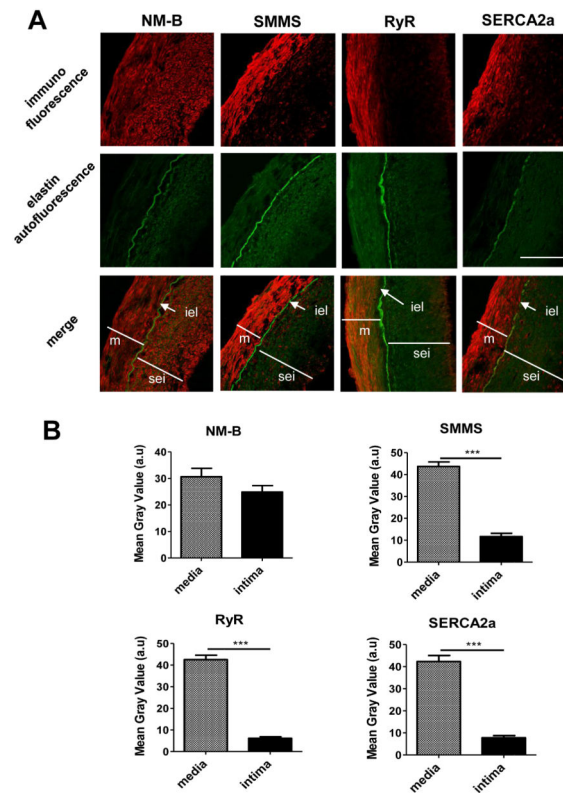 A
NM-B SMMS RyR SERCA2a
immuno
fluorescence
elastin
autofluorescence
merge
iel iel iel iel
m m m m
sei sei sei sei
B
NM-B
Mean Gray Value (a.u)
40
30
20
10
0
media intima
SMMS
***
Mean Gray Value (a.u)
50
40
30
20
10
0
media intima
RyR
***
Mean Gray Value (a.u)
50
40
30
20
10
0
media intima
SERCA2a
***
Mean Gray Value (a.u)
50
40
30
20
10
0
media intima